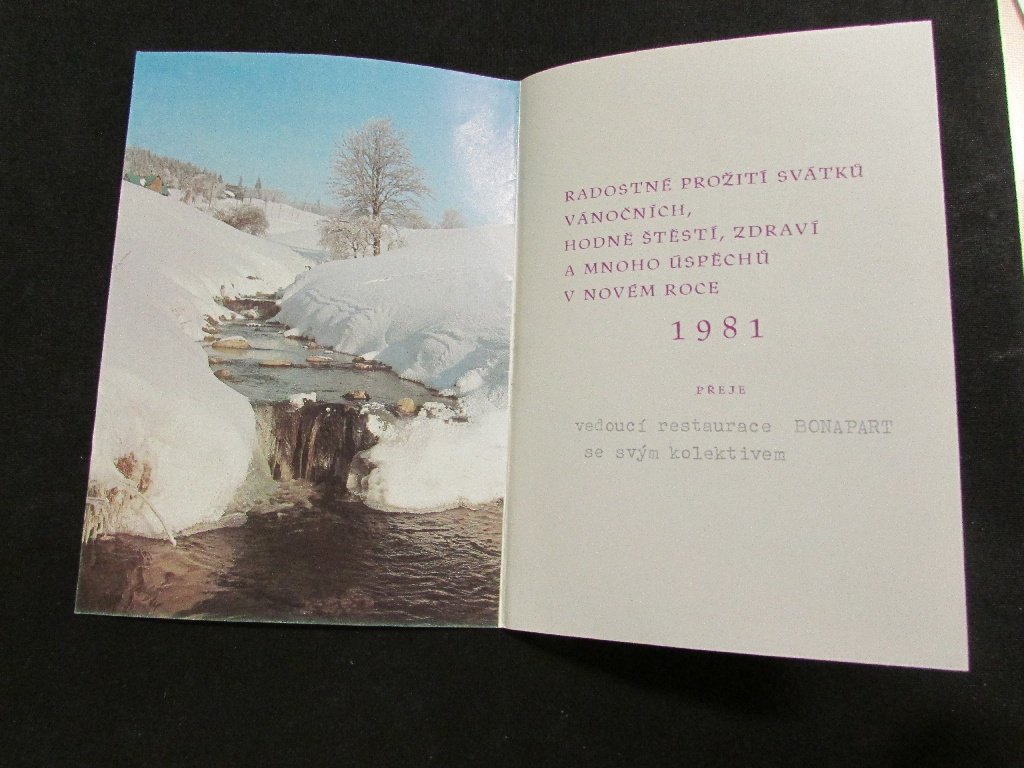 RADOSTNÉ PROŽITÍ SVÁTKŮ
VÁNOČNÍCH,
HODNĚ ŠTĚSTÍ, ZDRAVÍ
A MNOHO ÚSPĚCHŮ
V NOVÉM ROCE
1981
PŘEJE
vedoucí restaurace BONAPART
se svým kolektivem